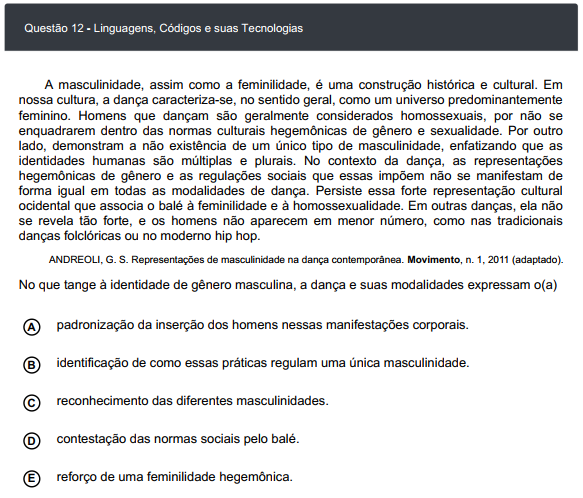 Questão 12 - Linguagens, Códigos e suas Tecnologias
A masculinidade, assim como a feminilidade, é uma construção histórica e cultural. Em
nossa cultura, a dança caracteriza-se, no sentido geral, como um universo predominantemente
feminino. Homens que dançam são geralmente considerados homossexuais, por não se
enquadrarem dentro das normas culturais hegemônicas de gênero e sexualidade. Por outro
lado, demonstram a não existência de um único tipo de masculinidade, enfatizando que as
identidades humanas são múltiplas e plurais. No contexto da dança, as representações
hegemônicas de gênero e as regulações sociais que essas impõem não se manifestam de
forma igual em todas as modalidades de dança. Persiste essa forte representação cultural
ocidental que associa o balé à feminilidade e à homossexualidade. Em outras danças, ela não
se revela tão forte, e os homens não aparecem em menor número, como nas tradicionais
danças folclóricas ou no moderno hip hop.
ANDREOLI, G. S. Representações de masculinidade na dança contemporânea. Movimento, n. 1, 2011 (adaptado).
No que tange à identidade de gênero masculina, a dança e suas modalidades expressam o(a)
A padronização da inserção dos homens nessas manifestações corporais.
B identificação de como essas práticas regulam uma única masculinidade.
C reconhecimento das diferentes masculinidades.
D contestação das normas sociais pelo balé.
E reforço de uma feminilidade hegemônica.